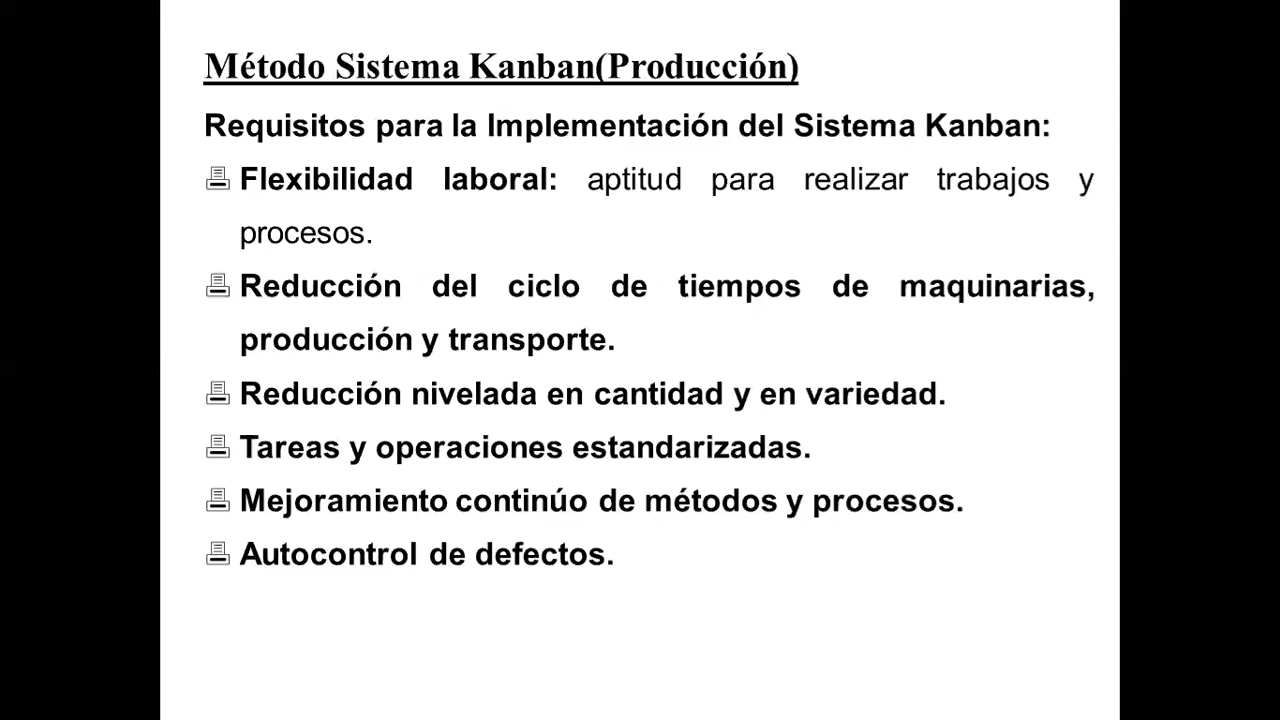 Método Sistema Kanban(Producción)
Requisitos para la Implementación del Sistema Kanban:
Flexibilidad laboral: aptitud para realizar trabajos y
procesos.
Reducción del ciclo de tiempos de maquinarias,
producción y transporte.
Reducción nivelada en cantidad y en variedad.
Tareas y operaciones estandarizadas.
Mejoramiento continúo de métodos y procesos.
Autocontrol de defectos.